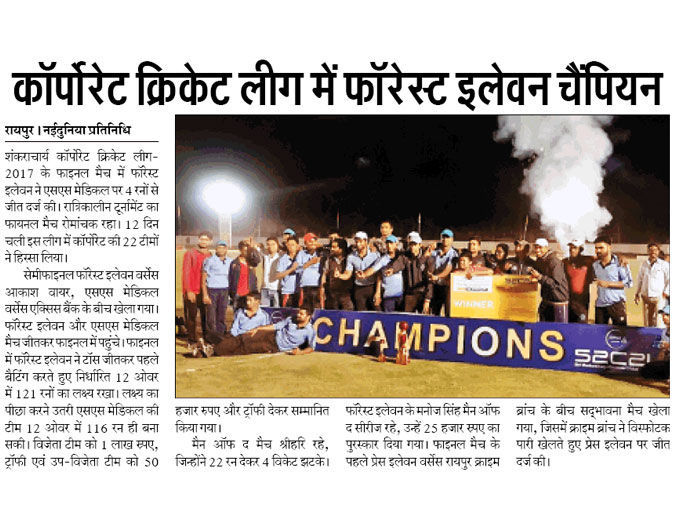 कॉर्पोरेट क्रिकेट लीग में फॉरेस्ट इलेवन चैंपियन
रायपुर । नईदुनिया प्रतिनिधि
शंकराचार्य कॉर्पोरेट क्रिकेट लीग-
2017 के फाइनल मैच में फॉरेस्ट
इलेवन ने एसएस मेडिकल पर 4 रनों से
जीत दर्ज की। रात्रिकालीन टूर्नामेंट का
फायनल मैच रोमांचक रहा। 12 दिन
चली इस लीग में कॉर्पोरेट की 22 टीमों
ने हिस्सा लिया।
सेमीफाइनल फॉरेस्ट इलेवन वर्सेस
आकाश वायर, एसएस मेडिकल
वर्सेस एक्सिस बैंक के बीच खेला गया।
फॉरेस्ट इलेवन और एसएस मेडिकल
मैच जीतकर फाइनल में पहुंचे। फाइनल
में फॉरेस्ट इलेवन ने टॉस जीतकर पहले
बैटिंग करते हुए निर्धारित 12 ओवर
में 121 रनों का लक्ष्य रखा। लक्ष्य का
पीछा करने उतरी एसएस मेडिकल की
टीम 12 ओवर में 116 रन ही बना
सकी। विजेता टीम को 1 लाख रुपए,
ट्रॉफी एवं उप-विजेता टीम को 50
हजार रुपए और ट्रॉफी देकर सम्मानित
किया गया।
मैन ऑफ द मैच श्रीहरि रहे,
जिन्होंने 22 रन देकर 4 विकेट झटके।
फॉरेस्ट इलेवन के मनोज सिंह मैन ऑफ
द सीरीज रहे, उन्हें 25 हजार रुपए का
पुरस्कार दिया गया। फाइनल मैच के
पहले प्रेस इलेवन वर्सेस रायपुर क्राइम
ब्रांच के बीच सद्भावना मैच खेला
गया, जिसमें क्राइम ब्रांच ने विस्फोटक
पारी खेलते हुए प्रेस इलेवन पर जीत
दर्ज की।
WINNER
CHAMPIONS
S2C2L